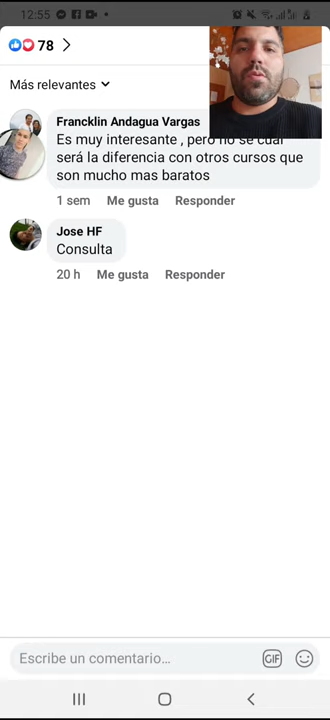 12:55
78
Más relevantes
Francklin Andagua Vargas
Es muy interesante , pero no se cual
será la diferencia con otros cursos que
son mucho mas baratos
1 sem Me gusta Responder
Jose HF
Consulta
20 h Me gusta Responder
Escribe un comentario...
GIF